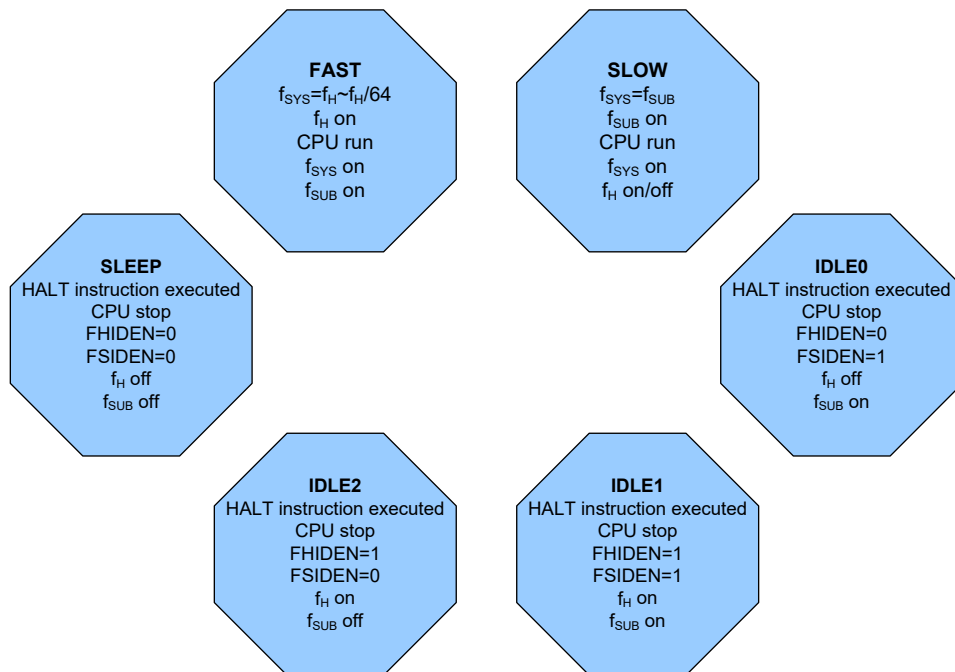 FAST
fSYS=fH~fH/64
fH on
CPU run
fSYS on
fSUB on
SLOW
fSYS=fSUB
fSUB on
CPU run
fSYS on
fH on/off
SLEEP
HALT instruction executed
CPU stop
FHIDEN=0
FSIDEN=0
fH off
fSUB off
IDLE0
HALT instruction executed
CPU stop
FHIDEN=0
FSIDEN=1
fH off
fSUB on
IDLE2
HALT instruction executed
CPU stop
FHIDEN=1
FSIDEN=0
fH on
fSUB off
IDLE1
HALT instruction executed
CPU stop
FHIDEN=1
FSIDEN=1
fH on
fSUB on